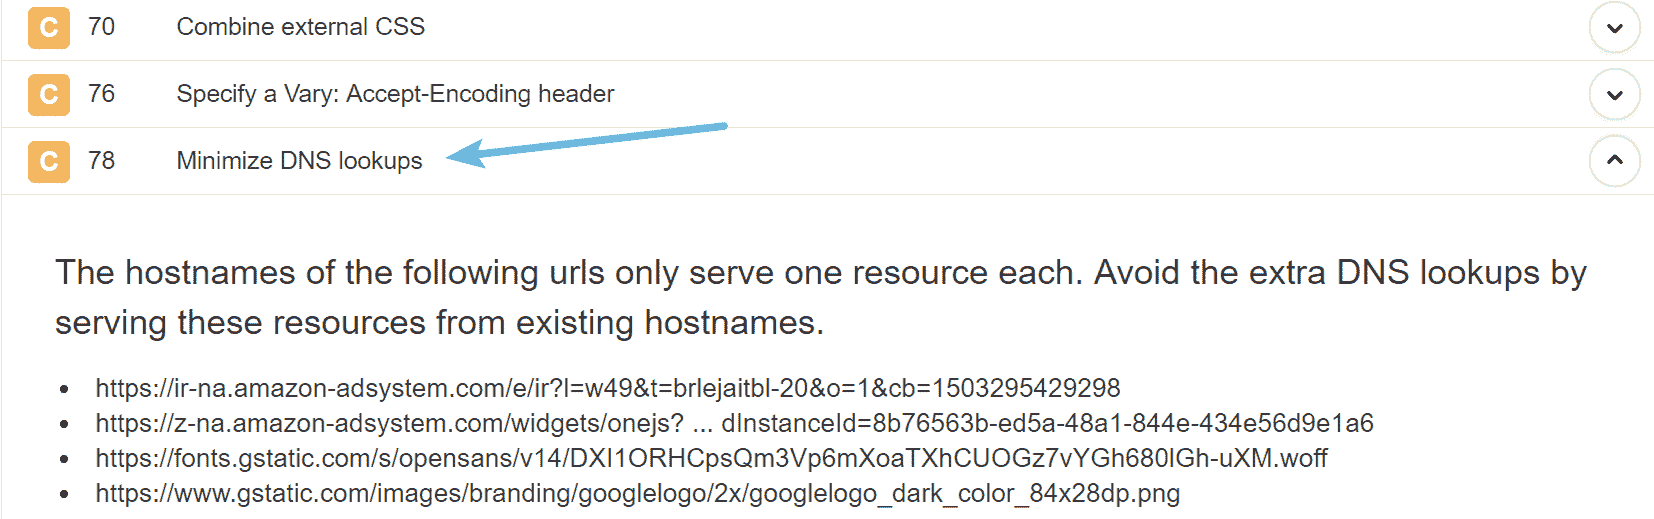 C 70 Combine external CSS
C 76 Specify a Vary: Accept-Encoding header
C 78 Minimize DNS lookups
The hostnames of the following urls only serve one resource each. Avoid the extra DNS lookups by
serving these resources from existing hostnames.
• https://ir-na.amazon-adsystem.com/e/ir?l=w49&t=brlejaitbl-20&o=1&cb=1503295429298
• https://z-na.amazon-adsystem.com/widgets/onejs? ... dInstanceId=8b76563b-ed5a-48a1-844e-434e56d9e1a6
• https://fonts.gstatic.com/s/opensans/v14/DXI1ORHCpsQm3Vp6mXoaTXhCUOGz7vYGh680lGh-uXM.woff
• https://www.gstatic.com/images/branding/googlelogo/2x/googlelogo_dark_color_84x28dp.png